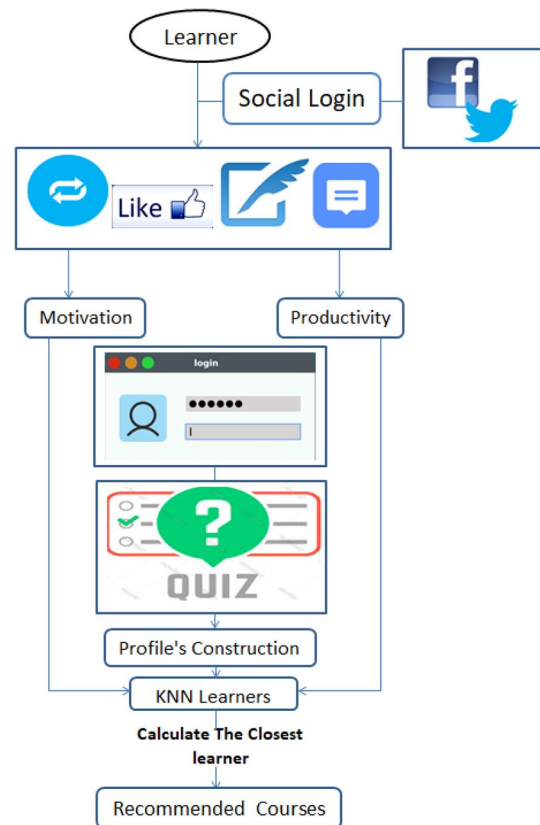 Learner
Social Login
f
Like
Motivation
Productivity
login
?
QUIZ
Profile's Construction
KNN Learners
Calculate The Closest
learner
Recommended Courses